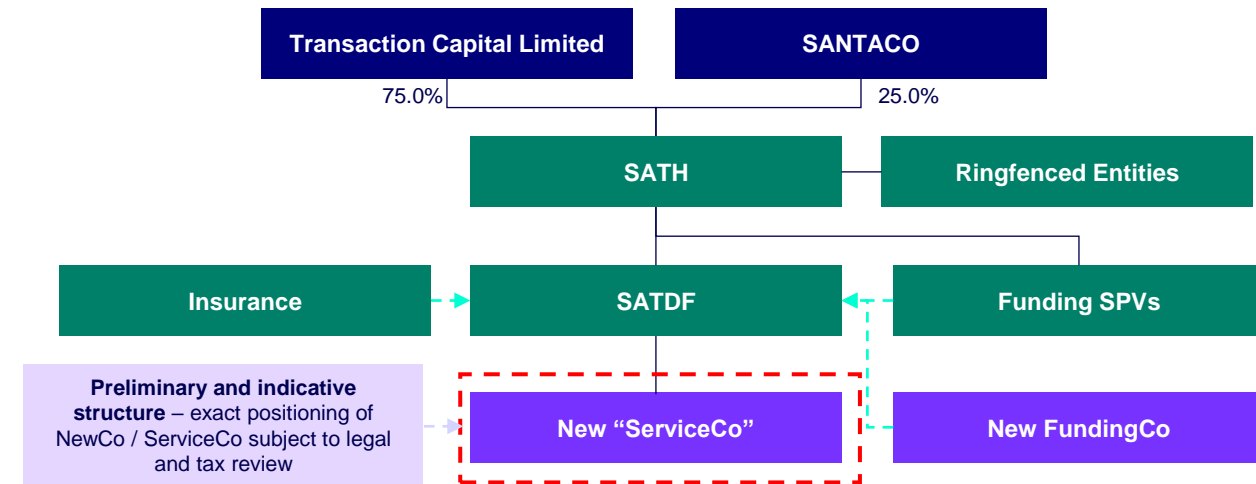 Transaction Capital Limited
SANTACO
75.0%
25.0%
SATH
Ringfenced Entities
Insurance
SATDF
Funding SPVs
Preliminary and indicative
structure – exact positioning of
NewCo / ServiceCo subject to legal
and tax review
New “ServiceCo”
New FundingCo